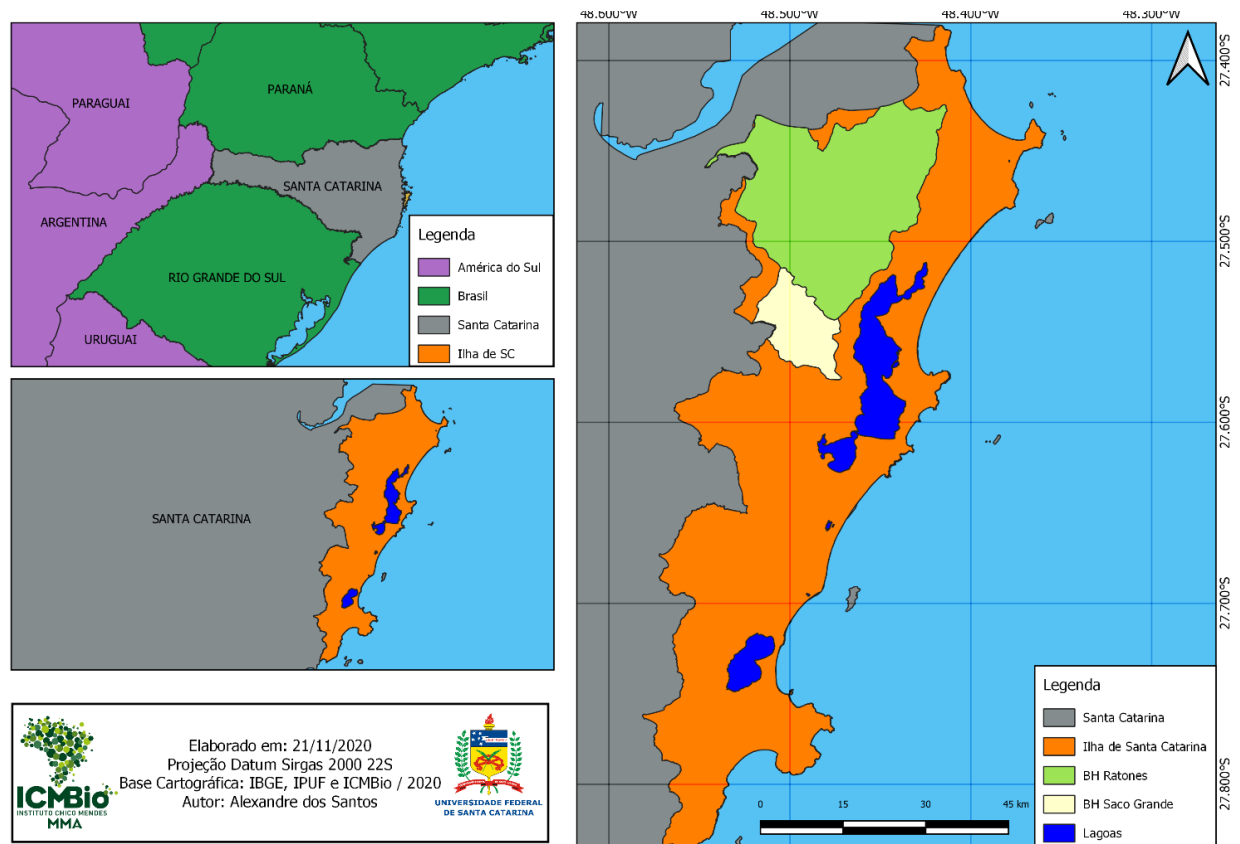 PARAGUAI
PARANÁ
SANTA CATARINA
ARGENTINA
RIO GRANDE DO SUL
URUGUAI
Legenda
América do Sul
Brasil
Santa Catarina
Ilha de SC
SANTA CATARINA
ICMBio
INSTITUTO CHICO MENDES
MMA
Elaborado em: 21/11/2020
Projeção Datum Sirgas 2000 22S
Base Cartográfica: IBGE, IPUF e ICMBio / 2020
Autor: Alexandre dos Santos
UNIVERSIDADE FEDERAL
DE SANTA CATARINA
48.600°W 48.500°W 48.400°W 48.300°W
27.400°S
27.500°S
27.600°S
27.700°S
27.800°S
Legenda
Santa Catarina
Ilha de Santa Catarina
BH Ratones
BH Saco Grande
Lagoas
0 15 30 45 km